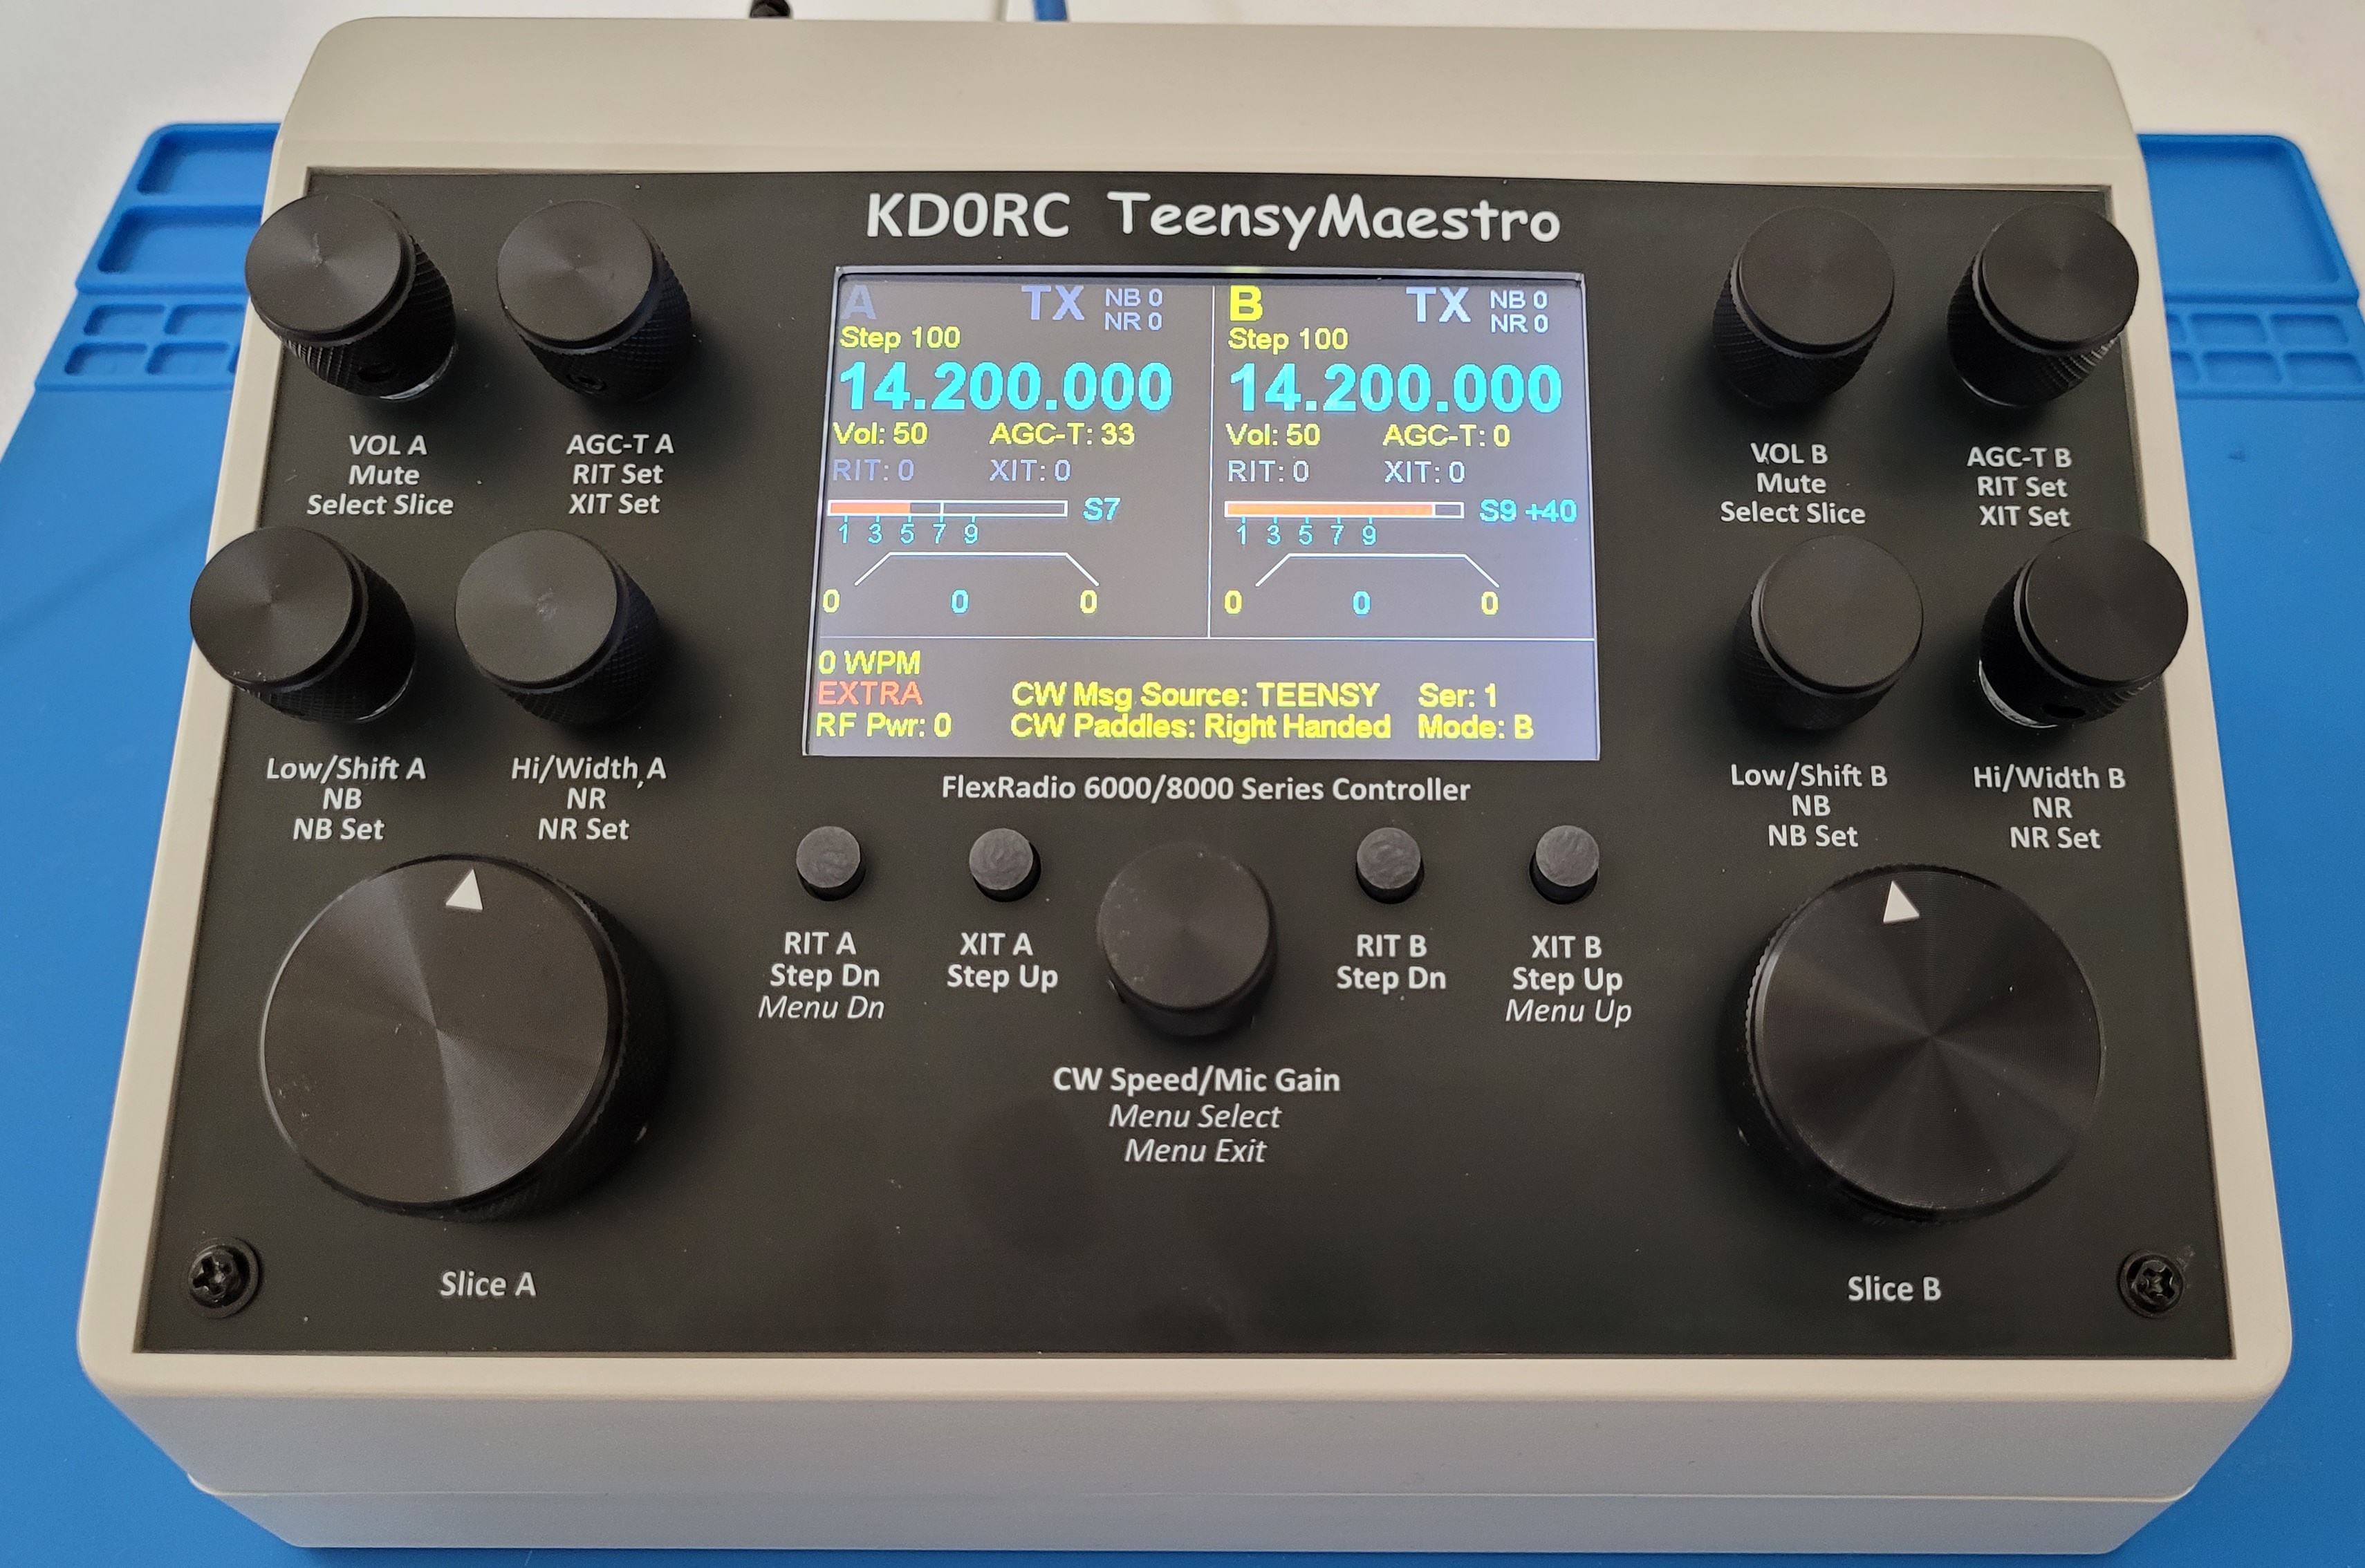 KD0RC TeensyMaestro
A TX NB 0
NR 0
Step 100
14.200.000
Vol: 50 AGC-T: 33
RIT: 0 XIT: 0
S7
1 3 5 7 9
0 0 0
B TX NB 0
NR 0
Step 100
14.200.000
Vol: 50 AGC-T: 0
RIT: 0 XIT: 0
S9 +40
1 3 5 7 9
0 0 0
0 WPM
EXTRA CW Msg Source: TEENSY Ser: 1
RF Pwr: 0 CW Paddles: Right Handed Mode: B
FlexRadio 6000/8000 Series Controller
VOL A
Mute
Select Slice
AGC-T A
RIT Set
XIT Set
VOL B
Mute
Select Slice
AGC-T B
RIT Set
XIT Set
Low/Shift A
NB
NB Set
Hi/Width A
NR
NR Set
Low/Shift B
NB
NB Set
Hi/Width B
NR
NR Set
RIT A
Step Dn
Menu Dn
XIT A
Step Up
RIT B
Step Dn
XIT B
Step Up
Menu Up
CW Speed/Mic Gain
Menu Select
Menu Exit
Slice A
Slice B